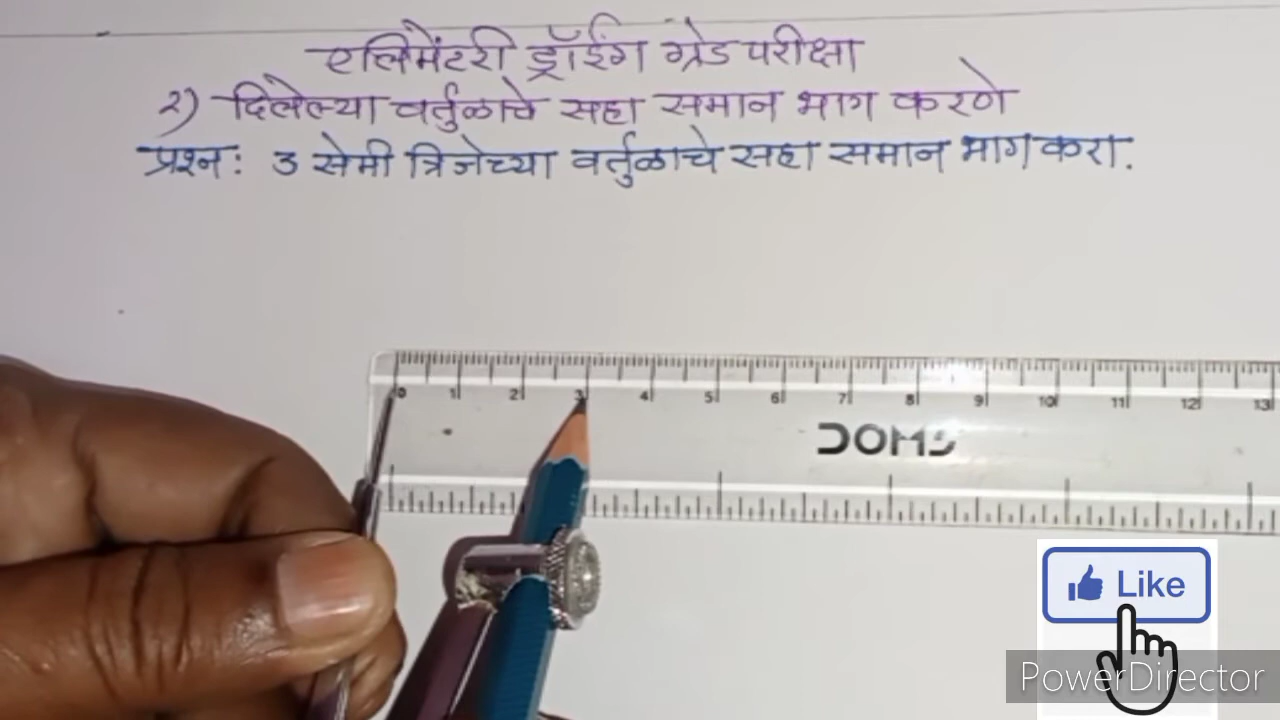 एलिमेंटरी ड्रॉईंग ग्रेड परीक्षा
२) दिलेल्या वर्तुळाचे सहा समान भाग करणे
प्रश्न: 3 सेमी त्रिजेच्या वर्तुळाचे सहा समान भाग करा.
0 1 2 3 4 5 6 7 8 9 10 11 12 13
DOMS
Like
PowerDirector